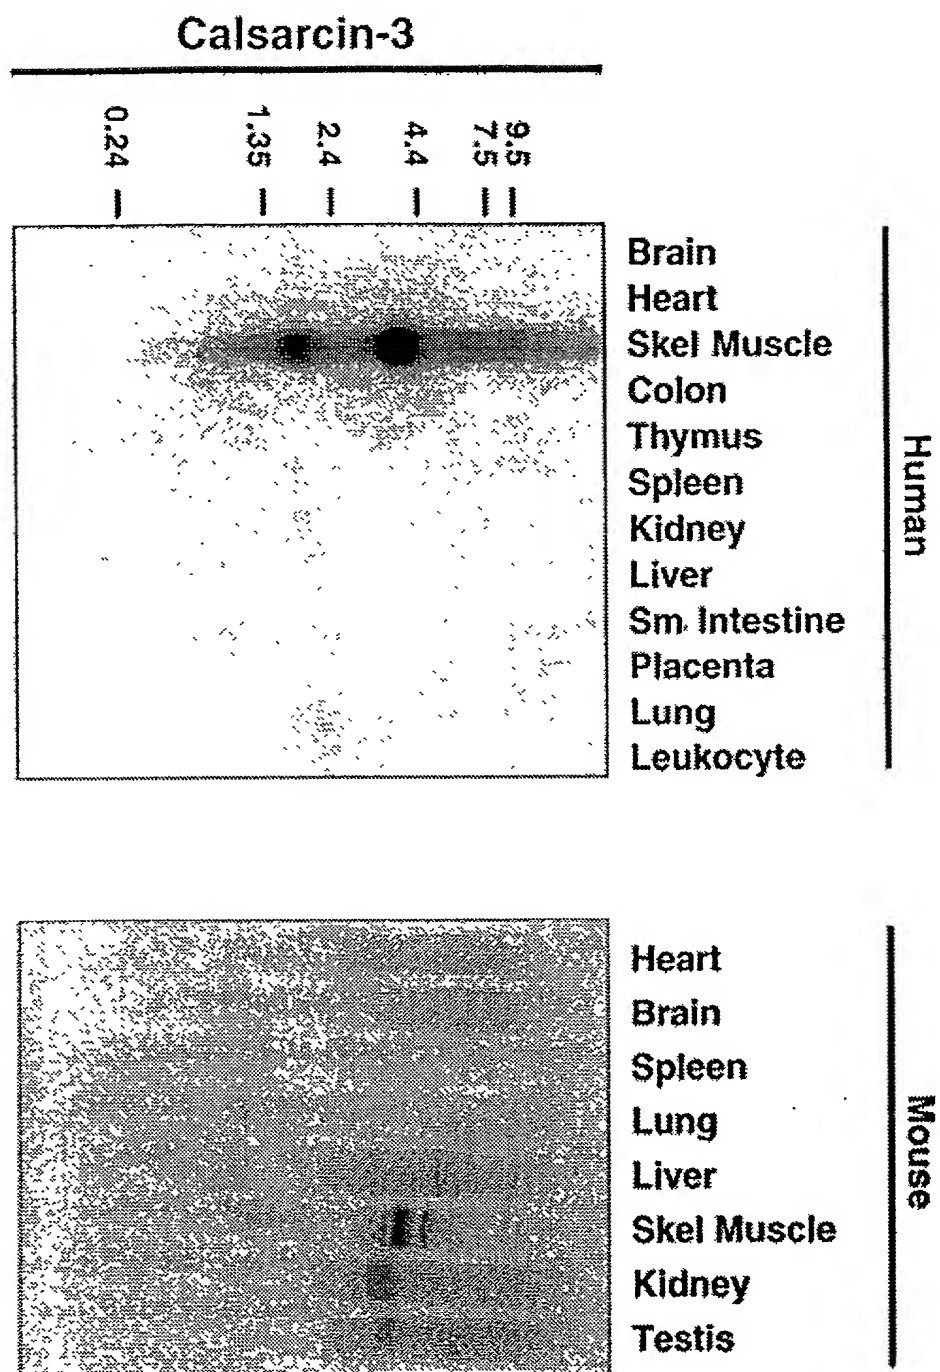 Calsarcin-3
0.24
1.35
2.4
4.4
7.5
9.5
Brain
Heart
Skel Muscle
Colon
Thymus
Spleen
Kidney
Liver
Sm. Intestine
Placenta
Lung
Leukocyte
Human
Heart
Brain
Spleen
Lung
Liver
Skel Muscle
Kidney
Testis
Mouse